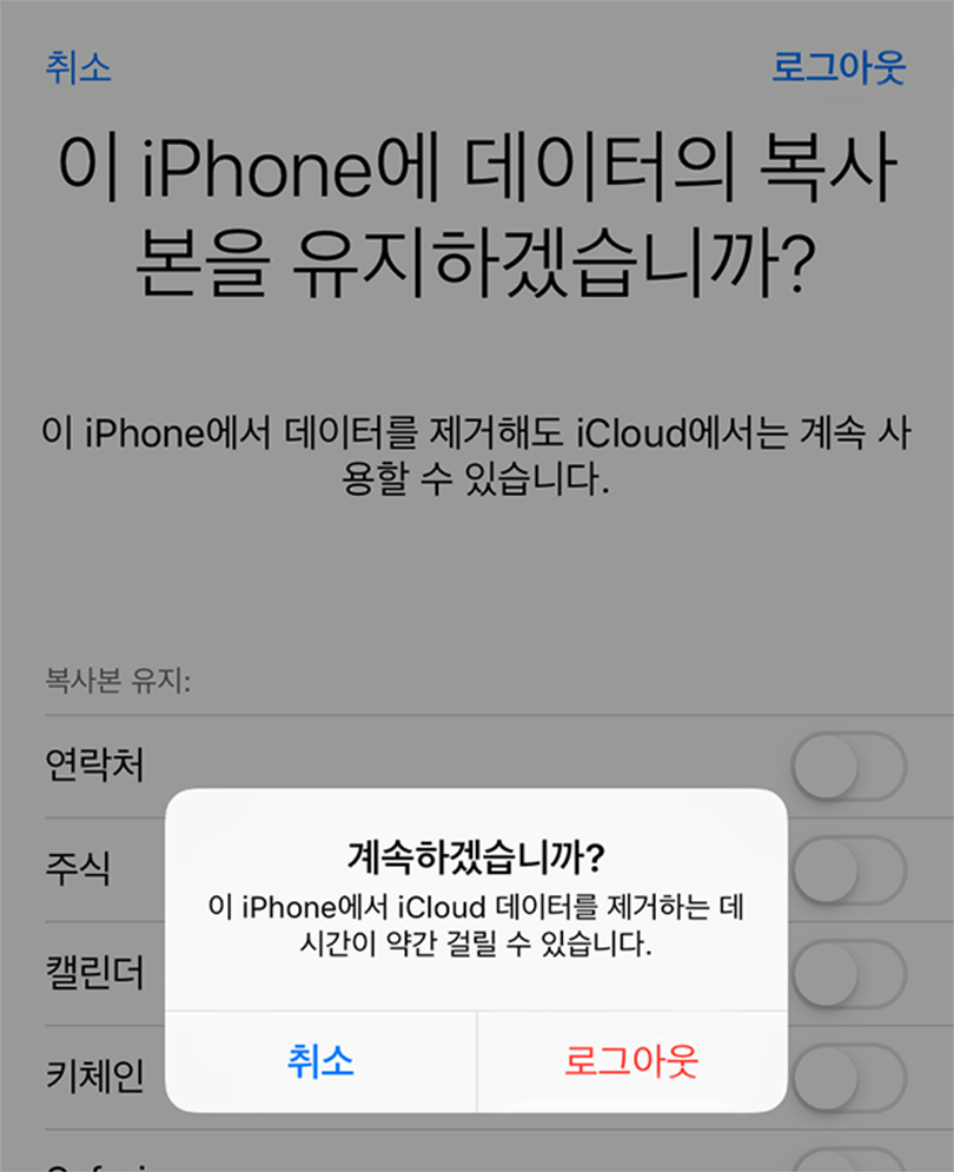 취소
로그아웃
이 iPhone에 데이터의 복사
본을 유지하겠습니까?
이 iPhone에서 데이터를 제거해도 iCloud에서는 계속 사
용할 수 있습니다.
복사본 유지:
연락처
주식
캘린더
키체인
계속하겠습니까?
이 iPhone에서 iCloud 데이터를 제거하는 데
시간이 약간 걸릴 수 있습니다.
취소
로그아웃